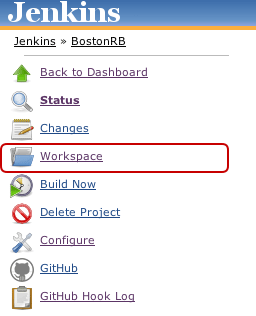 Jenkins
Jenkins » BostonRB
Back to Dashboard
Status
Changes
Workspace
Build Now
Delete Project
Configure
GitHub
GitHub Hook Log